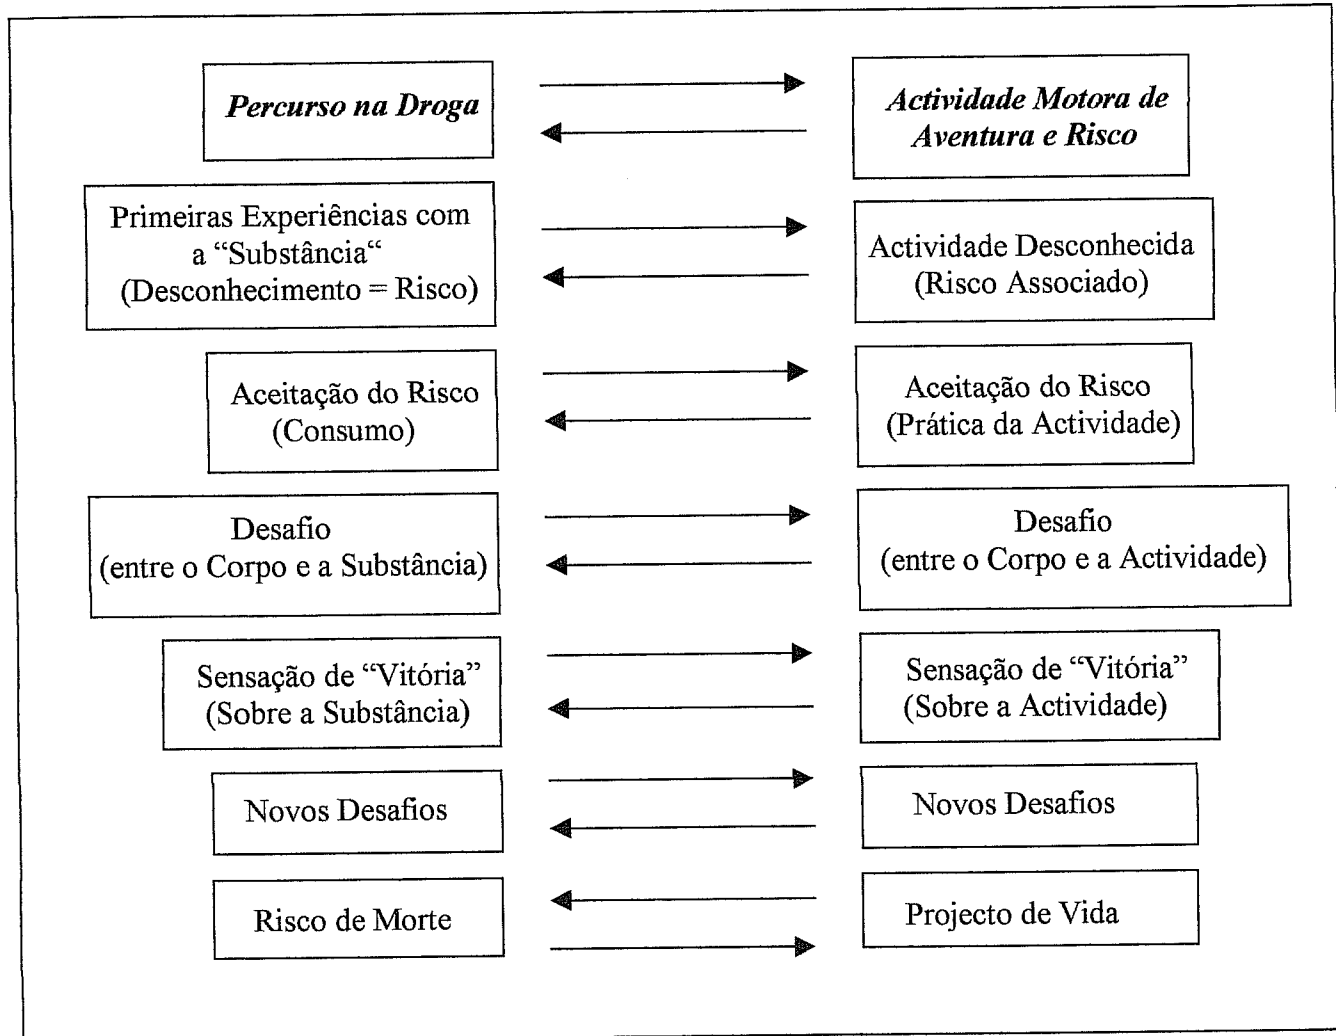 Percurso na Droga
Actividade Motora de
Aventura e Risco
Primeiras Experiências com
a “Substância“
(Desconhecimento = Risco)
Actividade Desconhecida
(Risco Associado)
Aceitação do Risco
(Consumo)
Aceitação do Risco
(Prática da Actividade)
Desafio
(entre o Corpo e a Substância)
Desafio
(entre o Corpo e a Actividade)
Sensação de “Vitória”
(Sobre a Substância)
Sensação de “Vitória”
(Sobre a Actividade)
Novos Desafios
Novos Desafios
Risco de Morte
Projecto de Vida